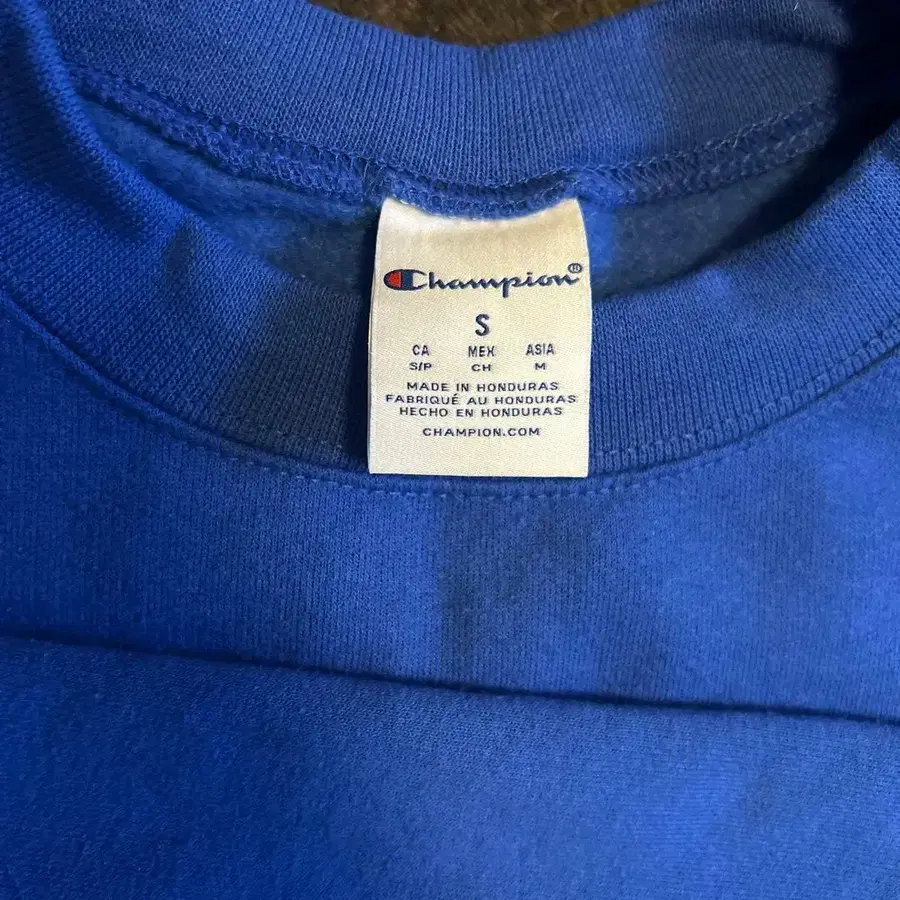 Champion®
S
CA MEX ASIA
S/P CH M
MADE IN HONDURAS
FABRIQUÉ AU HONDURAS
HECHO EN HONDURAS
CHAMPION.COM